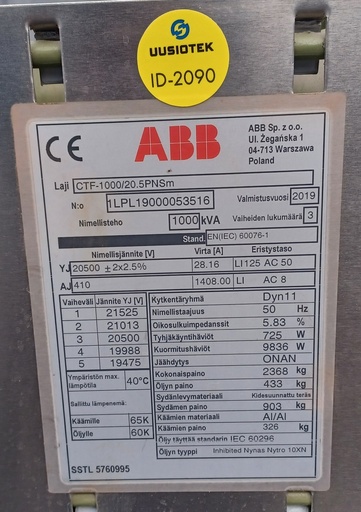 UUSIOTEK
ID-2090
CE
ABB
ABB Sp. z o.o.
Ul. Żegańska 1
04-713 Warszawa
Poland
Laji CTF-1000/20.5PNSm
N:o 1LPL19000053516 Valmistusvuosi 2019
Nimellisteho 1000 kVA Vaiheiden lukumäärä 3
Stand. EN(IEC) 60076-1
Nimellisjännite [V] Virta [A] Eristystaso
YJ 20500 ±2x2.5% 28.16 LI125 AC 50
AJ 410 1408.00 LI AC 8
Vaiheväli Jännite YJ [V]
1 21525
2 21013
3 20500
4 19988
5 19475
Ympäristön max. lämpötila 40°C
Sallittu lämpenemä:
Käämille 65K
Öljylle 60K
Kytkentäryhmä Dyn11
Nimellistaajuus 50 Hz
Oikosulkuimpedanssit 5.83 %
Tyhjäkäyntihäviöt 725 W
Kuormitushäviöt 9836 W
Jäähdytys ONAN
Kokonaispaino 2368 kg
Öljyn paino 433 kg
Sydänlevymateriaali Kidesuunnattu teräs
Sydämen paino 903 kg
Käämien materiaali Al/Al
Käämien paino 326 kg
Öljy täyttää standarin IEC 60296
Öljyn tyyppi Inhibited Nynas Nytro 10XN
SSTL 5760995